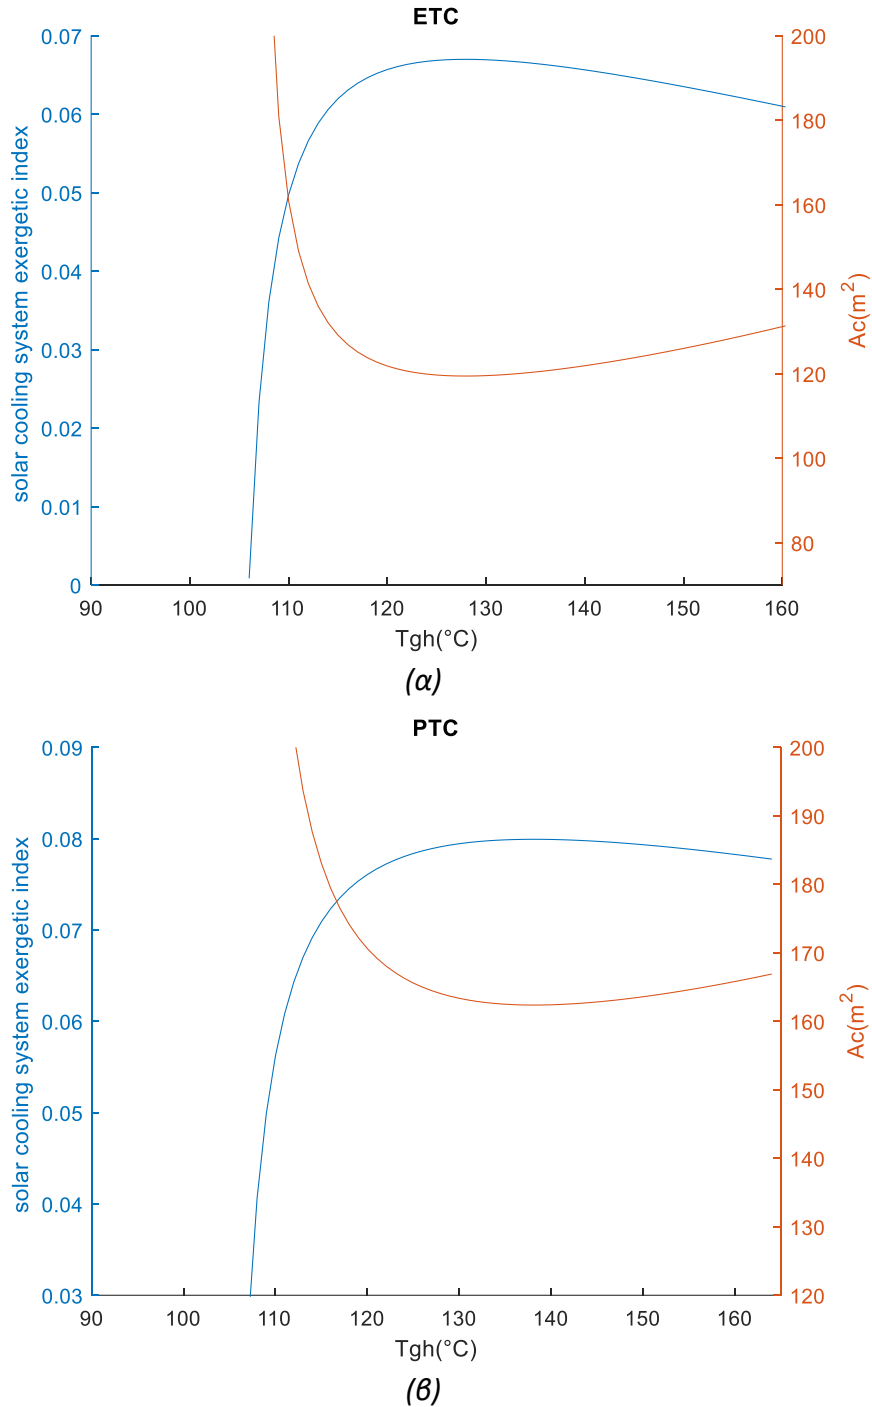 ETC
0.07
0.06
0.05
0.04
0.03
0.02
0.01
0
solar cooling system exergetic index
200
180
160
140
120
100
80
Ac(m²)
90 100 110 120 130 140 150 160
Tgh(°C)
(α)
PTC
0.09
0.08
0.07
0.06
0.05
0.04
0.03
solar cooling system exergetic index
200
190
180
170
160
150
140
130
120
Ac(m²)
90 100 110 120 130 140 150 160
Tgh(°C)
(β)